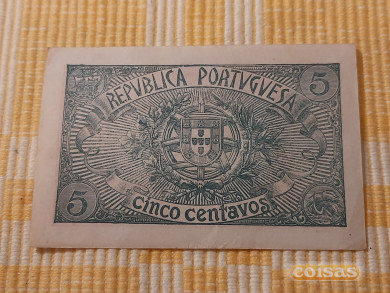 REPVBLICA PORTVGVESA
5
5
CINCO CENTAVOS
coisas